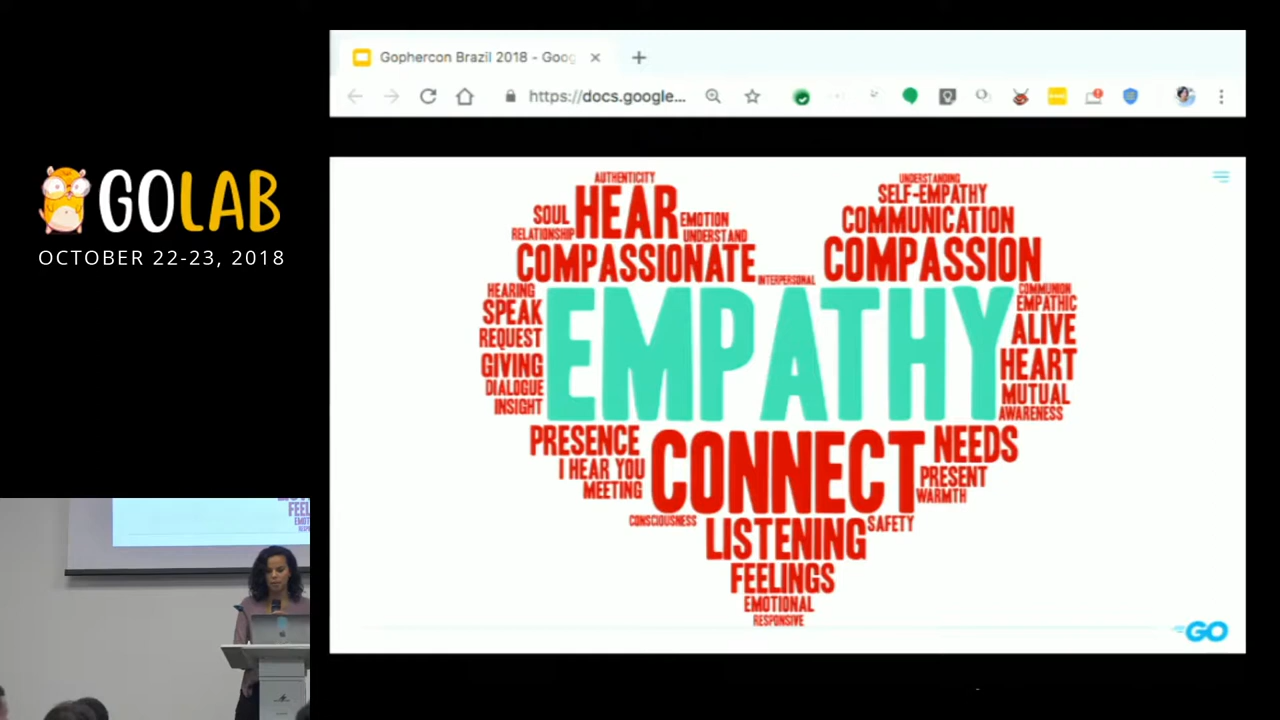 Gophercon Brazil 2018 - Goog
https://docs.google...
GOLAB
OCTOBER 22-23, 2018
AUTHENTICITY
HEAR
SOUL
EMOTION
RELATIONSHIP
UNDERSTAND
COMPASSIONATE
INTERPERSONAL
UNDERSTANDING
SELF-EMPATHY
COMMUNICATION
COMPASSION
HEARING
SPEAK
REQUEST
GIVING
DIALOGUE
INSIGHT
EMPATHY
COMMUNION
EMPATHIC
ALIVE
HEART
MUTUAL
AWARENESS
PRESENCE
I HEAR YOU
MEETING
CONNECT
NEEDS
PRESENT
WARMTH
CONSCIOUSNESS
LISTENING
SAFETY
FEELINGS
EMOTIONAL
RESPONSIVE
GO